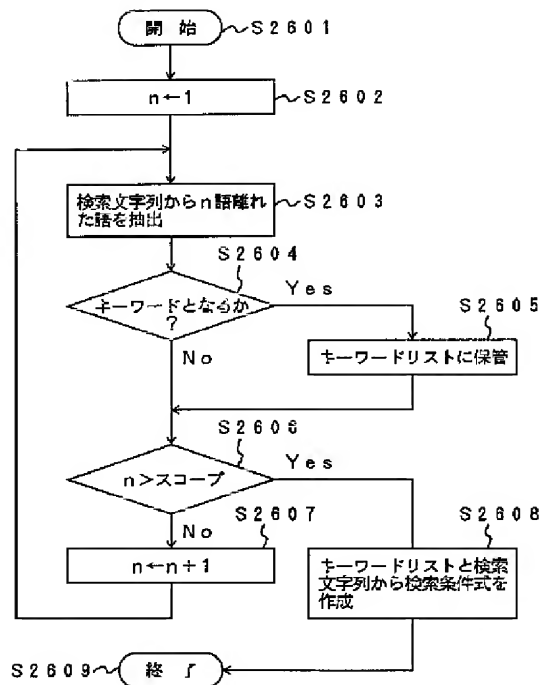 開 始
S2601
n←1
S2602
検索文字列からn語離れ
た語を抽出
S2603
S2604
キーワードとなるか
?
Yes
No
S2605
キーワードリストに保管
S2606
n>スコープ
Yes
No
S2607
n←n+1
S2608
キーワードリストと検索
文字列から検索条件式を
作成
S2609
終 了